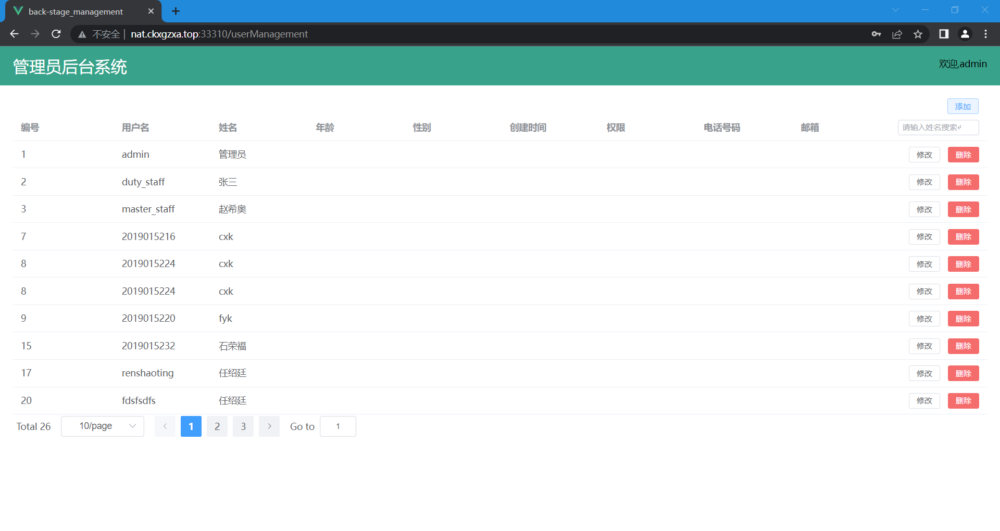 back-stage_management
不安全 | nat.ckxgzxa.top:33310/userManagement
管理员后台系统
欢迎,admin
添加
编号 用户名 姓名 年龄 性别 创建时间 权限 电话号码 邮箱 请输入姓名搜索↵
1 admin 管理员 修改 删除
2 duty_staff 张三 修改 删除
3 master_staff 赵希奥 修改 删除
7 2019015216 cxk 修改 删除
8 2019015224 cxk 修改 删除
8 2019015224 cxk 修改 删除
9 2019015220 fyk 修改 删除
15 2019015232 石荣福 修改 删除
17 renshaoting 任绍廷 修改 删除
20 fdsfsdfs 任绍廷 修改 删除
Total 26 10/page 1 2 3 Go to 1